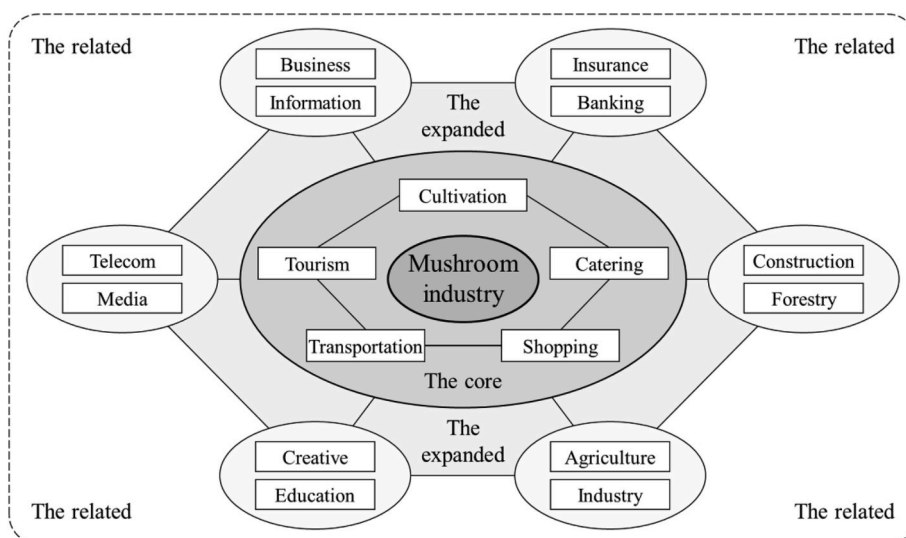 The related
Business
Information
Insurance
Banking
The related
The
expanded
Cultivation
Telecom
Media
Tourism
Mushroom
industry
Catering
Construction
Forestry
Transportation
Shopping
The core
The
expanded
Creative
Education
Agriculture
Industry
The related
The related